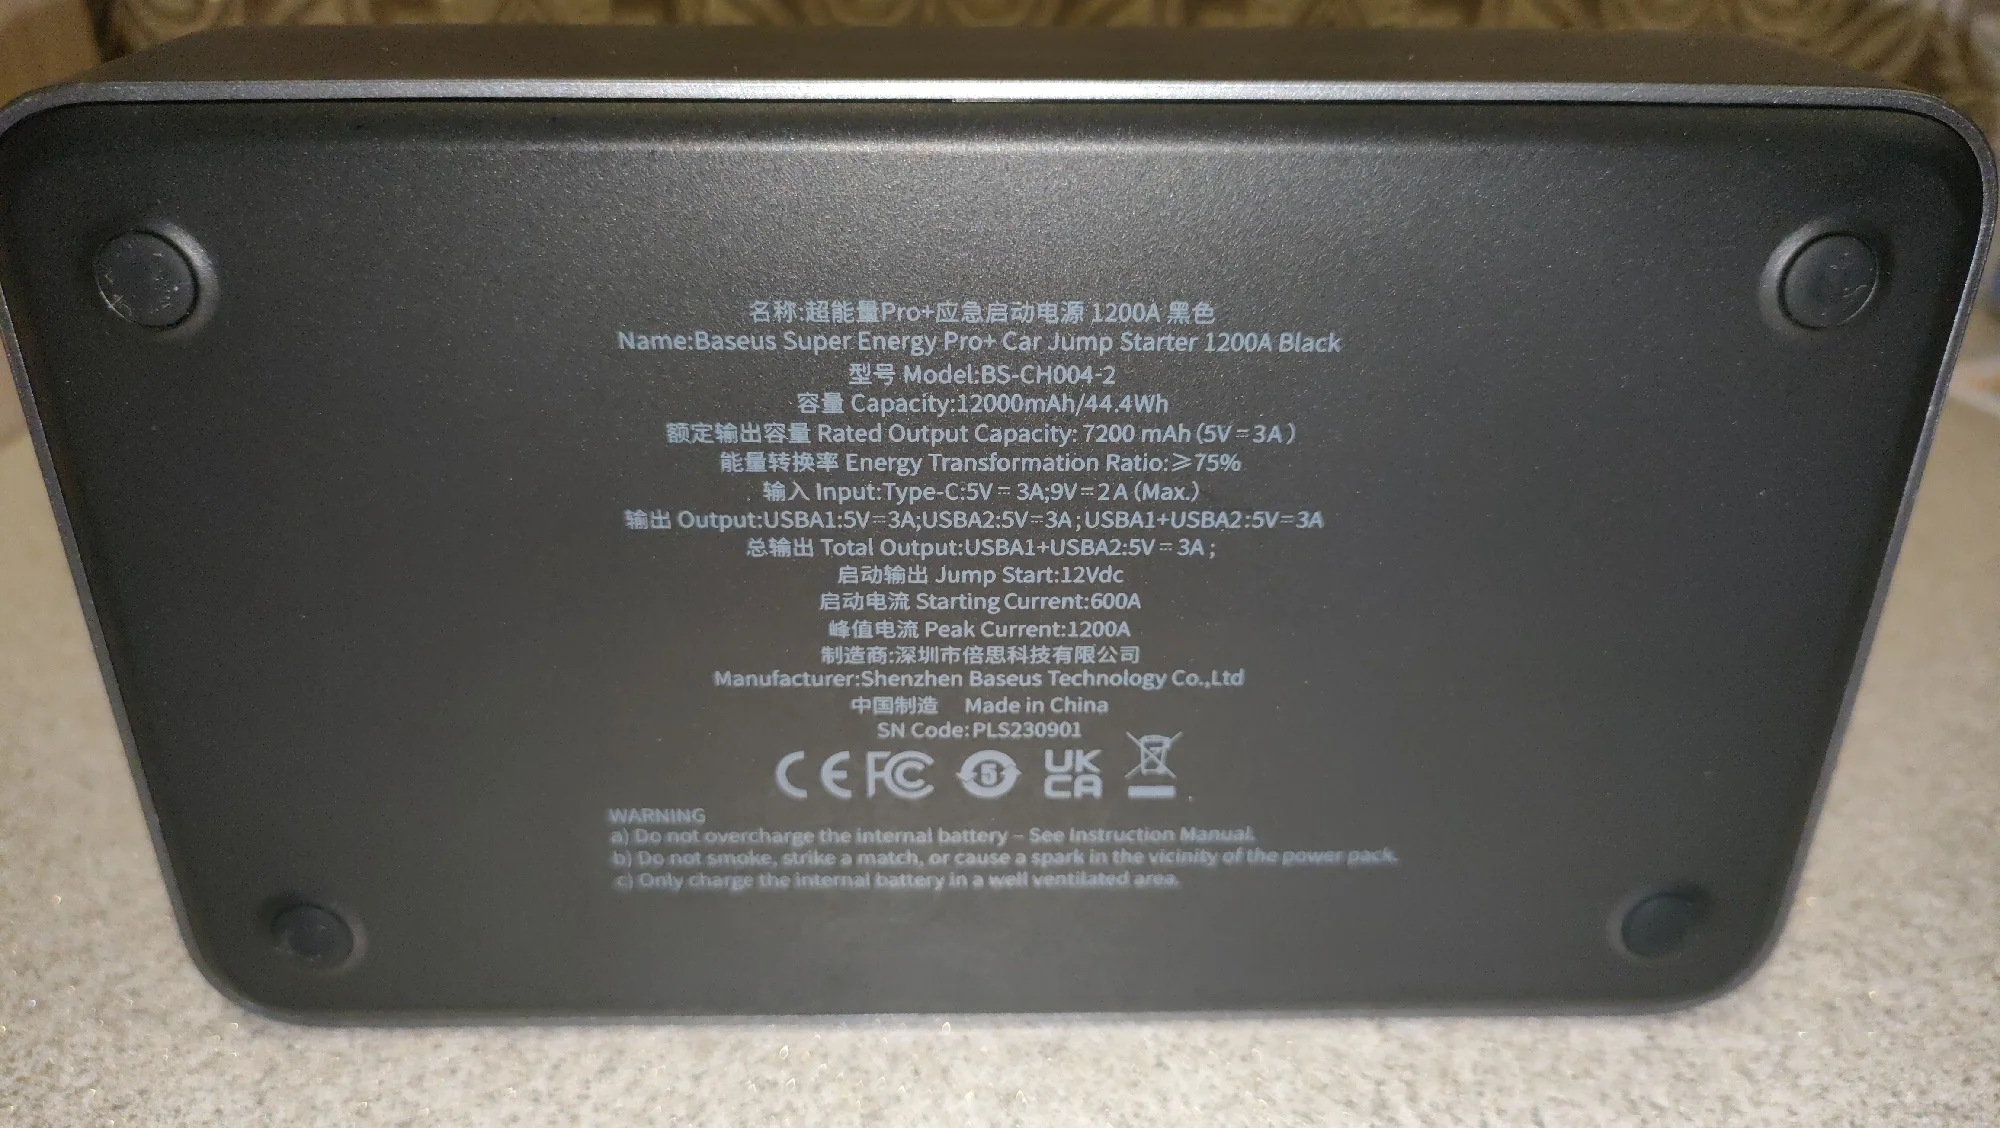 名称:超能量Pro+应急启动电源 1200A 黑色
Name:Baseus Super Energy Pro+ Car Jump Starter 1200A Black
型号 Model:BS-CH004-2
容量 Capacity:12000mAh/44.4Wh
额定输出容量 Rated Output Capacity: 7200 mAh (5V⎓3A)
能量转换率 Energy Transformation Ratio:⩾75%
输入 Input:Type-C:5V⎓3A;9V⎓2A (Max.)
输出 Output:USBA1:5V⎓3A;USBA2:5V⎓3A;USBA1+USBA2:5V⎓3A
总输出 Total Output:USBA1+USBA2:5V⎓3A;
启动输出 Jump Start:12Vdc
启动电流 Starting Current:600A
峰值电流 Peak Current:1200A
制造商:深圳市倍思科技有限公司
Manufacturer:Shenzhen Baseus Technology Co.,Ltd
中国制造 Made in China
SN Code:PLS230901
CE FC 5 UK CA
WARNING
a) Do not overcharge the internal battery – See Instruction Manual.
b) Do not smoke, strike a match, or cause a spark in the vicinity of the power pack.
c) Only charge the internal battery in a well ventilated area.